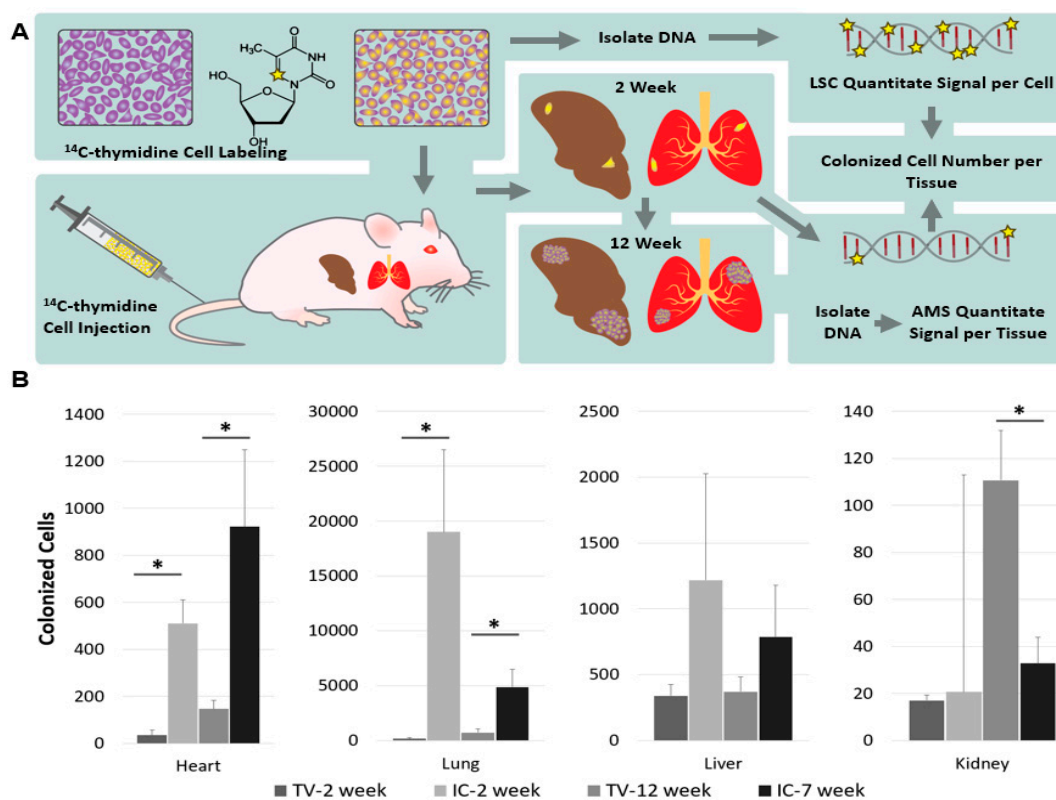 A
CH₃
O
NH
HO
O
N
O
OH
¹⁴C-thymidine Cell Labeling
Isolate DNA
LSC Quantitate Signal per Cell
2 Week
Colonized Cell Number per
Tissue
12 Week
¹⁴C-thymidine
Cell Injection
Isolate
DNA
AMS Quantitate
Signal per Tissue
B
Colonized Cells
1400
1200
1000
800
600
400
200
0
*
*
Heart
30000
25000
20000
15000
10000
5000
0
*
*
Lung
2500
2000
1500
1000
500
0
Liver
140
120
100
80
60
40
20
0
*
Kidney
TV-2 week IC-2 week TV-12 week IC-7 week